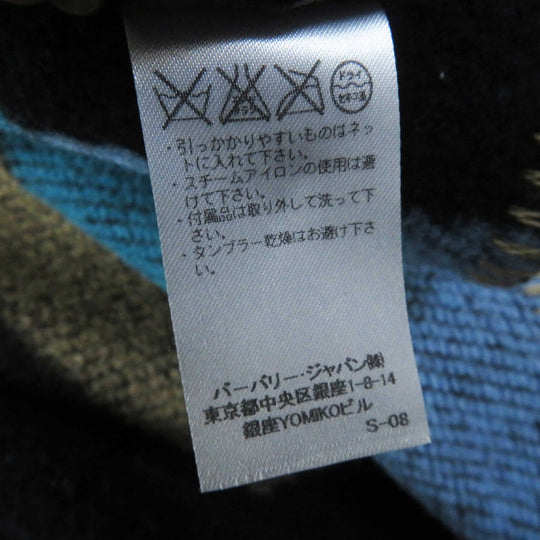 ドライ
セキユ系
・引っかかりやすいものはネッ
トに入れて下さい。
・スチームアイロンの使用は避
けて下さい。
・付属品は取り外して洗って下
さい。
・タンブラー乾燥はお避け下さ
い。
バーバリー・ジャパン㈱
東京都中央区銀座1-8-14
銀座YOMIKOビル
S-08